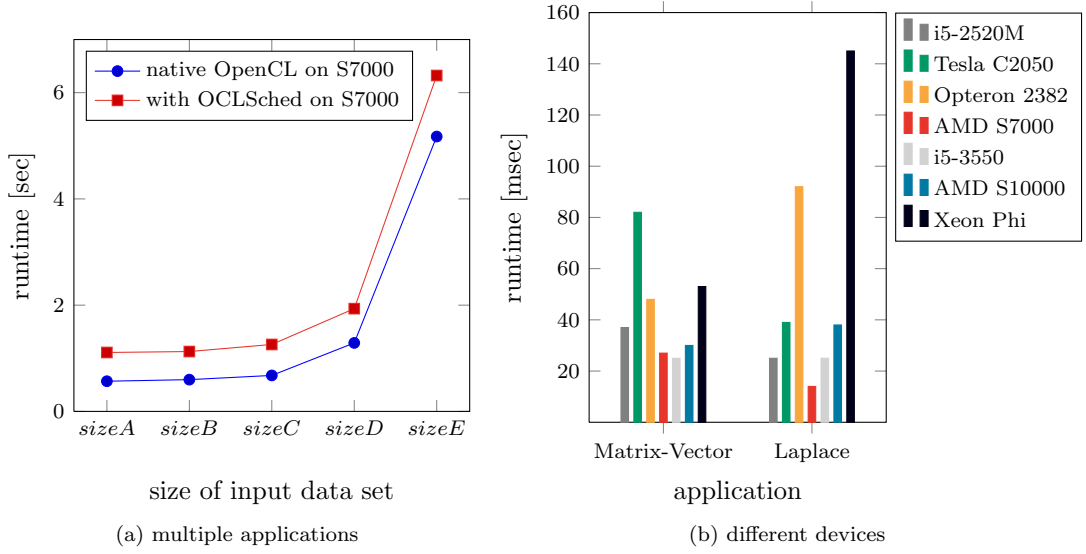 native OpenCL on S7000
with OCLSched on S7000
runtime [sec]
6
4
2
0
sizeA sizeB sizeC sizeD sizeE
size of input data set
(a) multiple applications
i5-2520M
Tesla C2050
Opteron 2382
AMD S7000
i5-3550
AMD S10000
Xeon Phi
runtime [msec]
160
140
120
100
80
60
40
20
Matrix-Vector Laplace
application
(b) different devices